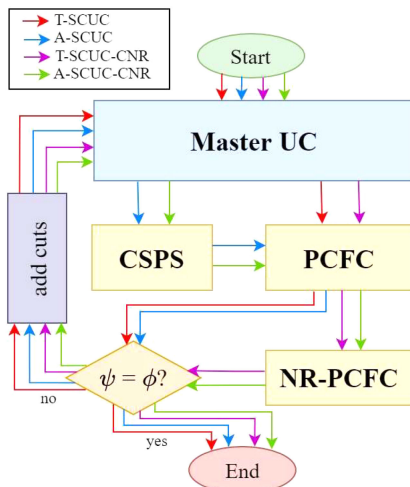 T-SCUC
A-SCUC
T-SCUC-CNR
A-SCUC-CNR
Start
Master UC
add cuts
CSPS
PCFC
ψ = ϕ?
NR-PCFC
no
yes
End